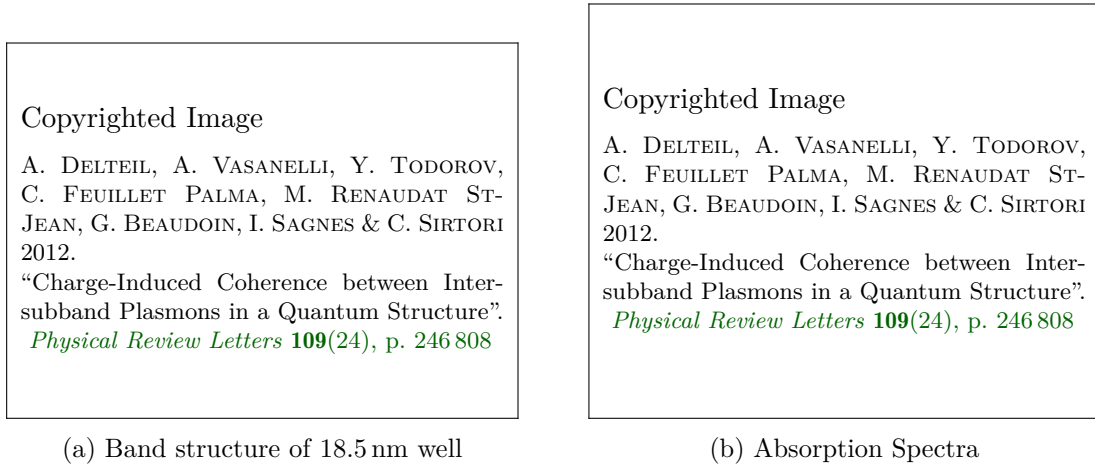 Copyrighted Image
A. DELTEIL, A. VASANELLI, Y. TODOROV,
C. FEUILLET PALMA, M. RENAUDAT ST-
JEAN, G. BEAUDOIN, I. SAGNES & C. SIRTORI
2012.
“Charge-Induced Coherence between Inter-
subband Plasmons in a Quantum Structure”.
Physical Review Letters 109(24), p. 246 808
(a) Band structure of 18.5 nm well
Copyrighted Image
A. DELTEIL, A. VASANELLI, Y. TODOROV,
C. FEUILLET PALMA, M. RENAUDAT ST-
JEAN, G. BEAUDOIN, I. SAGNES & C. SIRTORI
2012.
“Charge-Induced Coherence between Inter-
subband Plasmons in a Quantum Structure”.
Physical Review Letters 109(24), p. 246 808
(b) Absorption Spectra